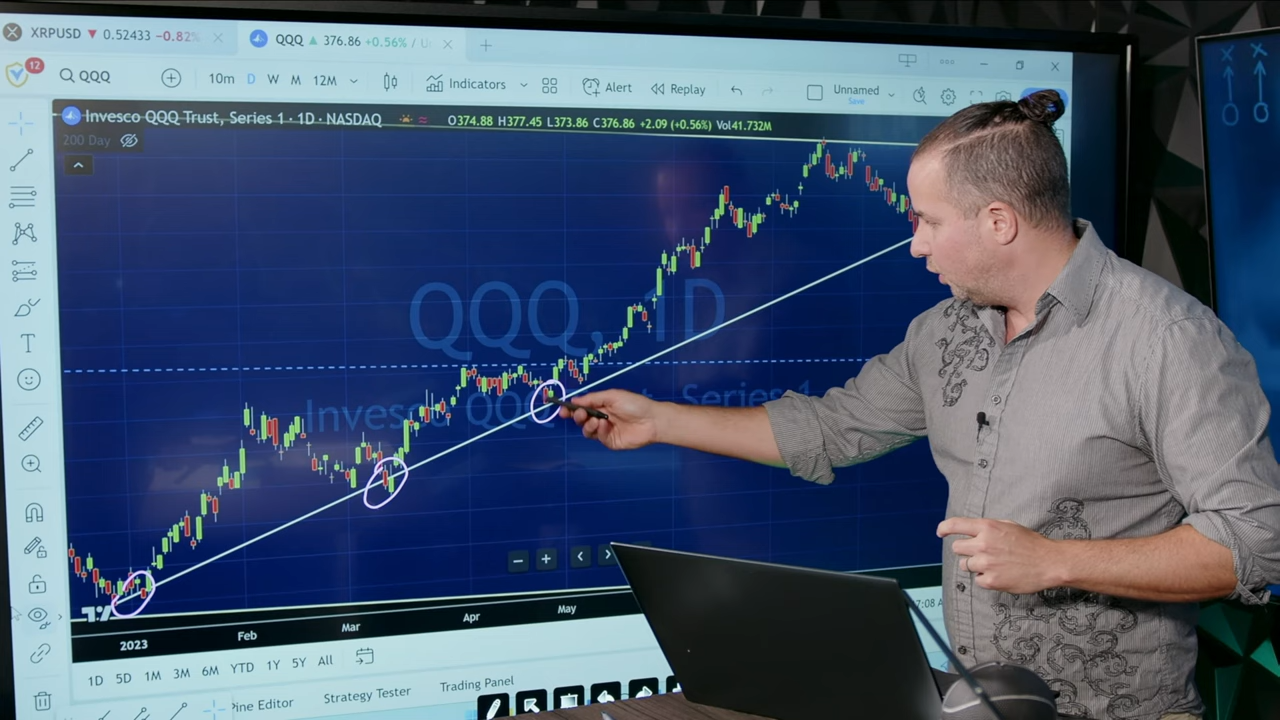 XRPUSD ▼ 0.52433 −0.82%
QQQ ▲ 376.86 +0.56% / U
12
QQQ
10m D W M 12M
Indicators
Alert
Replay
Unnamed
Save
Invesco QQQ Trust, Series 1 · 1D · NASDAQ
O374.88 H377.45 L373.86 C376.86 +2.09 (+0.56%) Vol41.732M
200 Day
QQQ, 1D
Invesco QQQ Series 1
2023 Feb Mar Apr May
1D 5D 1M 3M 6M YTD 1Y 5Y All
7:08
Pine Editor Strategy Tester Trading Panel